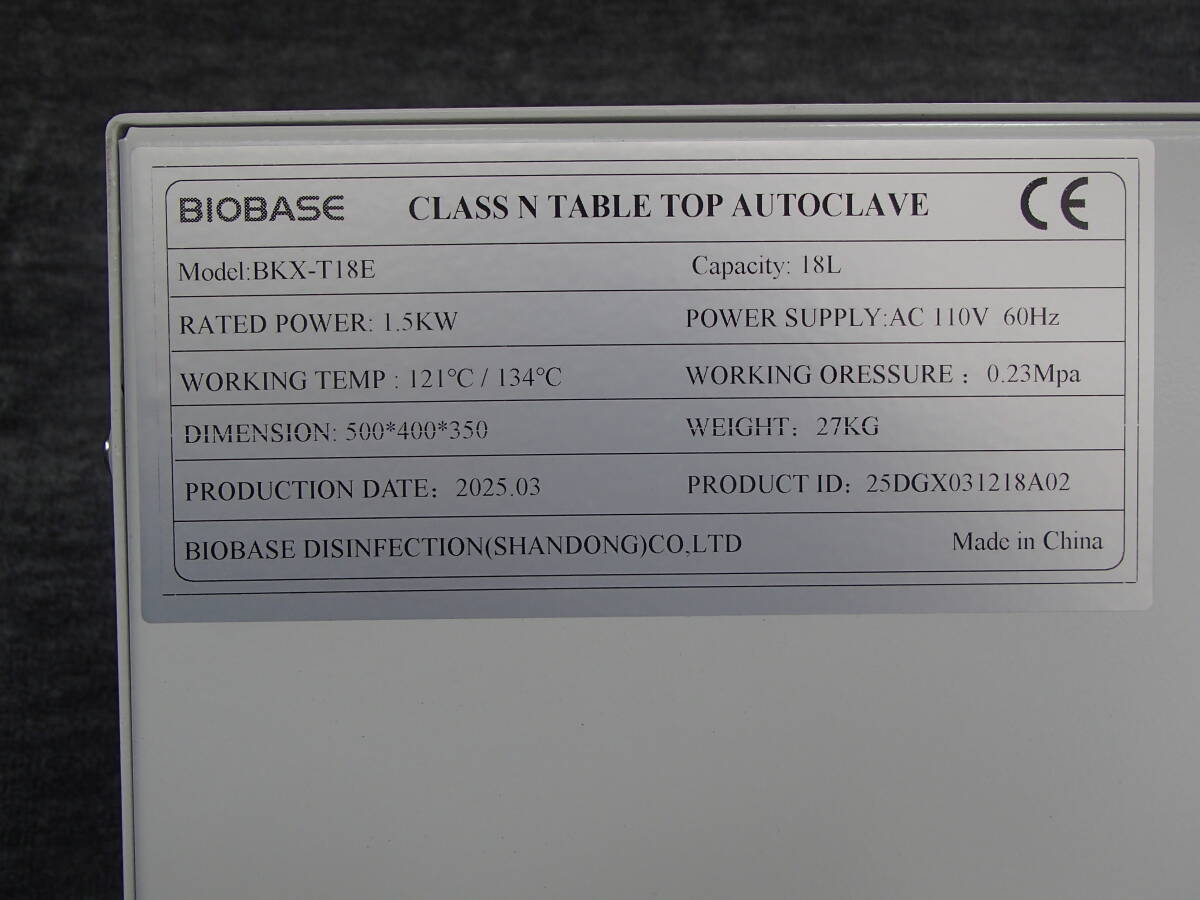 BIOBASE CLASS N TABLE TOP AUTOCLAVE CE
Model:BKX-T18E Capacity: 18L
RATED POWER: 1.5KW POWER SUPPLY:AC 110V 60Hz
WORKING TEMP : 121℃ / 134℃ WORKING ORESSURE： 0.23Mpa
DIMENSION: 500*400*350 WEIGHT： 27KG
PRODUCTION DATE： 2025.03 PRODUCT ID： 25DGX031218A02
BIOBASE DISINFECTION(SHANDONG)CO,LTD Made in China